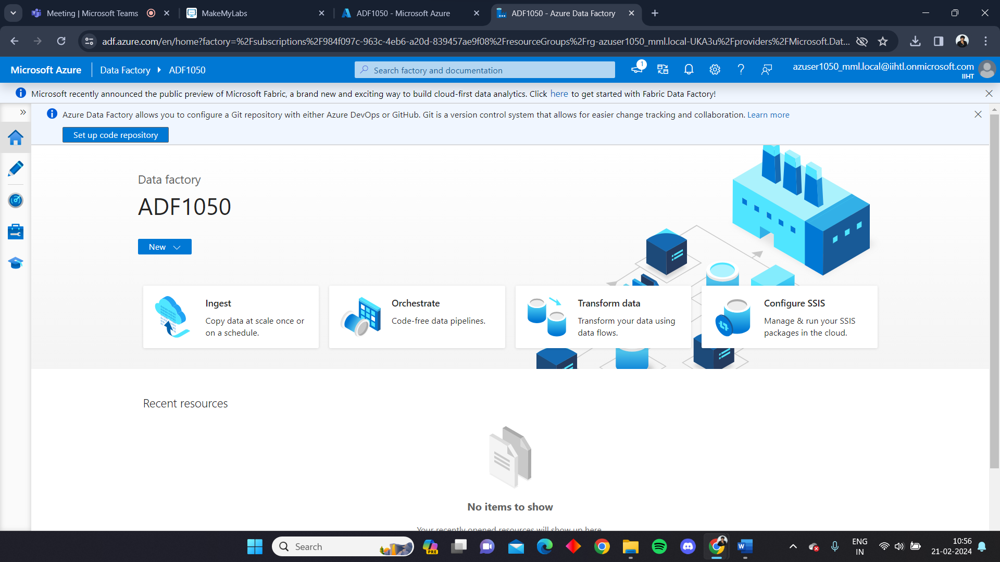 Meeting | Microsoft Teams
MakeMyLabs
ADF1050 - Microsoft Azure
ADF1050 - Azure Data Factory
adf.azure.com/en/home?factory=%2Fsubscriptions%2F984f097c-963c-4eb6-a20d-839457ae9f08%2FresourceGroups%2Frg-azuser1050_mml.local-UKA3u%2Fproviders%2FMicrosoft.Dat...
Microsoft Azure
Data Factory
ADF1050
Search factory and documentation
1
azuser1050_mml.local@iihtl.onmicrosoft.com
IIHT
Microsoft recently announced the public preview of Microsoft Fabric, a brand new and exciting way to build cloud-first data analytics. Click here to get started with Fabric Data Factory!
Azure Data Factory allows you to configure a Git repository with either Azure DevOps or GitHub. Git is a version control system that allows for easier change tracking and collaboration. Learn more
Set up code repository
Data factory
ADF1050
New
Ingest
Copy data at scale once or
on a schedule.
Orchestrate
Code-free data pipelines.
Transform data
Transform your data using
data flows.
Configure SSIS
Manage & run your SSIS
packages in the cloud.
Recent resources
No items to show
Your recently opened resources will show up here
Search
PRE
W
ENG
IN
10:56
21-02-2024